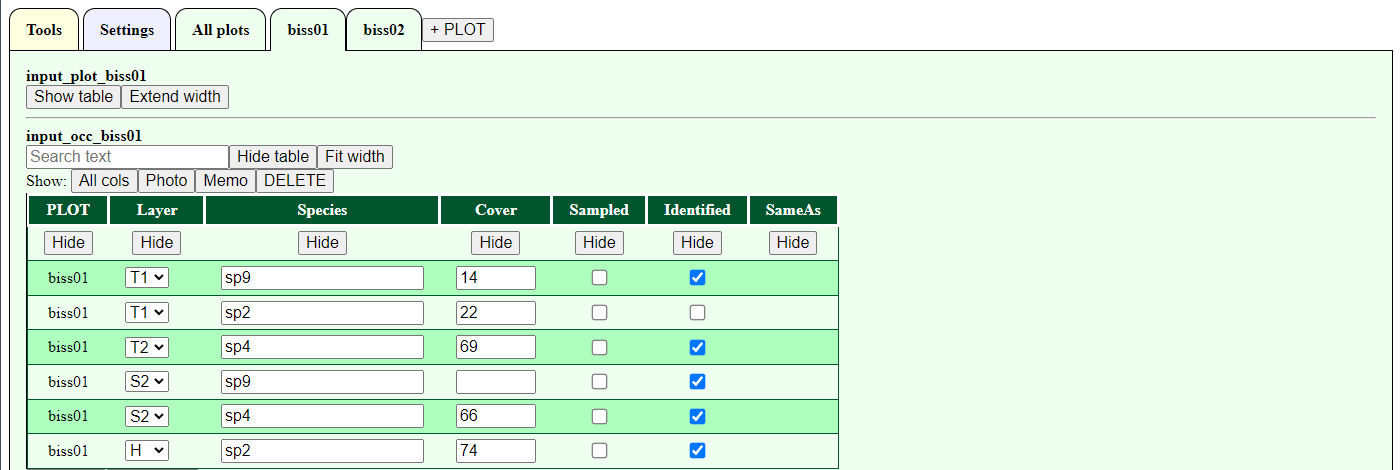 Tools Settings All plots biss01 biss02 + PLOT
input_plot_biss01
Show table Extend width
input_occ_biss01
Search text Hide table Fit width
Show: All cols Photo Memo DELETE
PLOT Layer Species Cover Sampled Identified SameAs
Hide Hide Hide Hide Hide Hide Hide
biss01 T1 sp9 14
biss01 T1 sp2 22
biss01 T2 sp4 69
biss01 S2 sp9
biss01 S2 sp4 66
biss01 H sp2 74